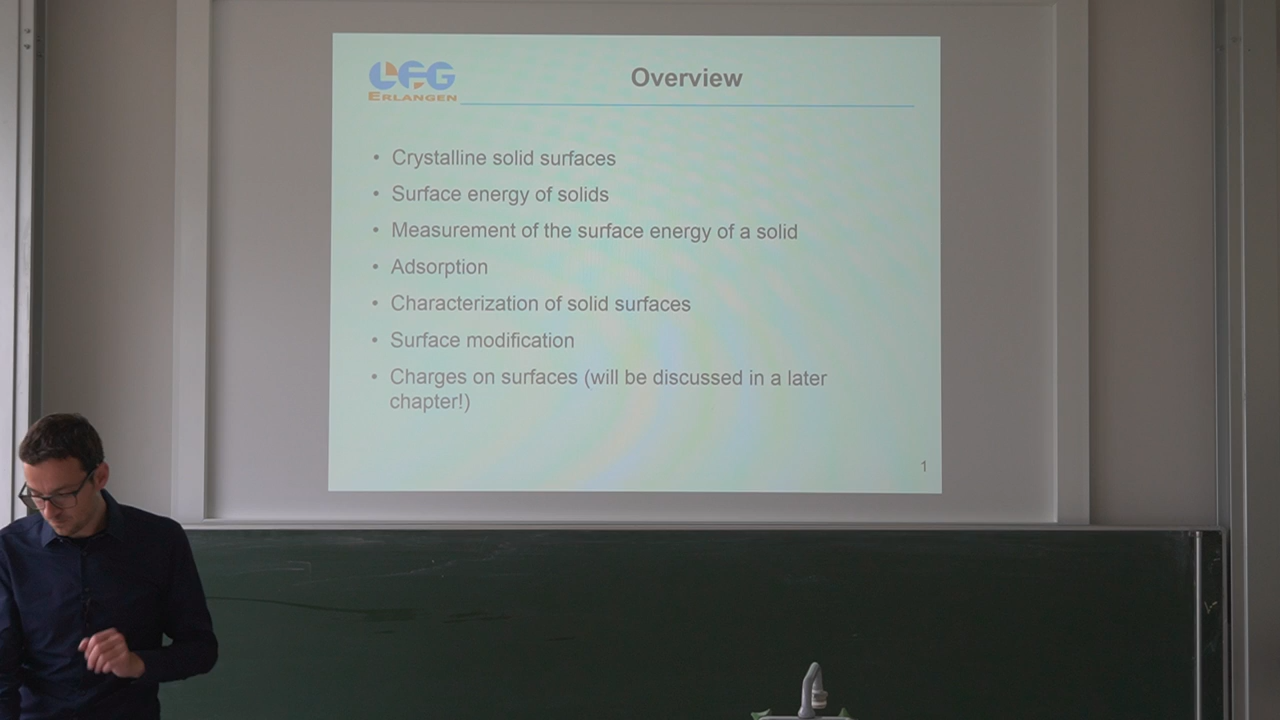 LFG
ERLANGEN
Overview
• Crystalline solid surfaces
• Surface energy of solids
• Measurement of the surface energy of a solid
• Adsorption
• Characterization of solid surfaces
• Surface modification
• Charges on surfaces (will be discussed in a later
chapter!)
1